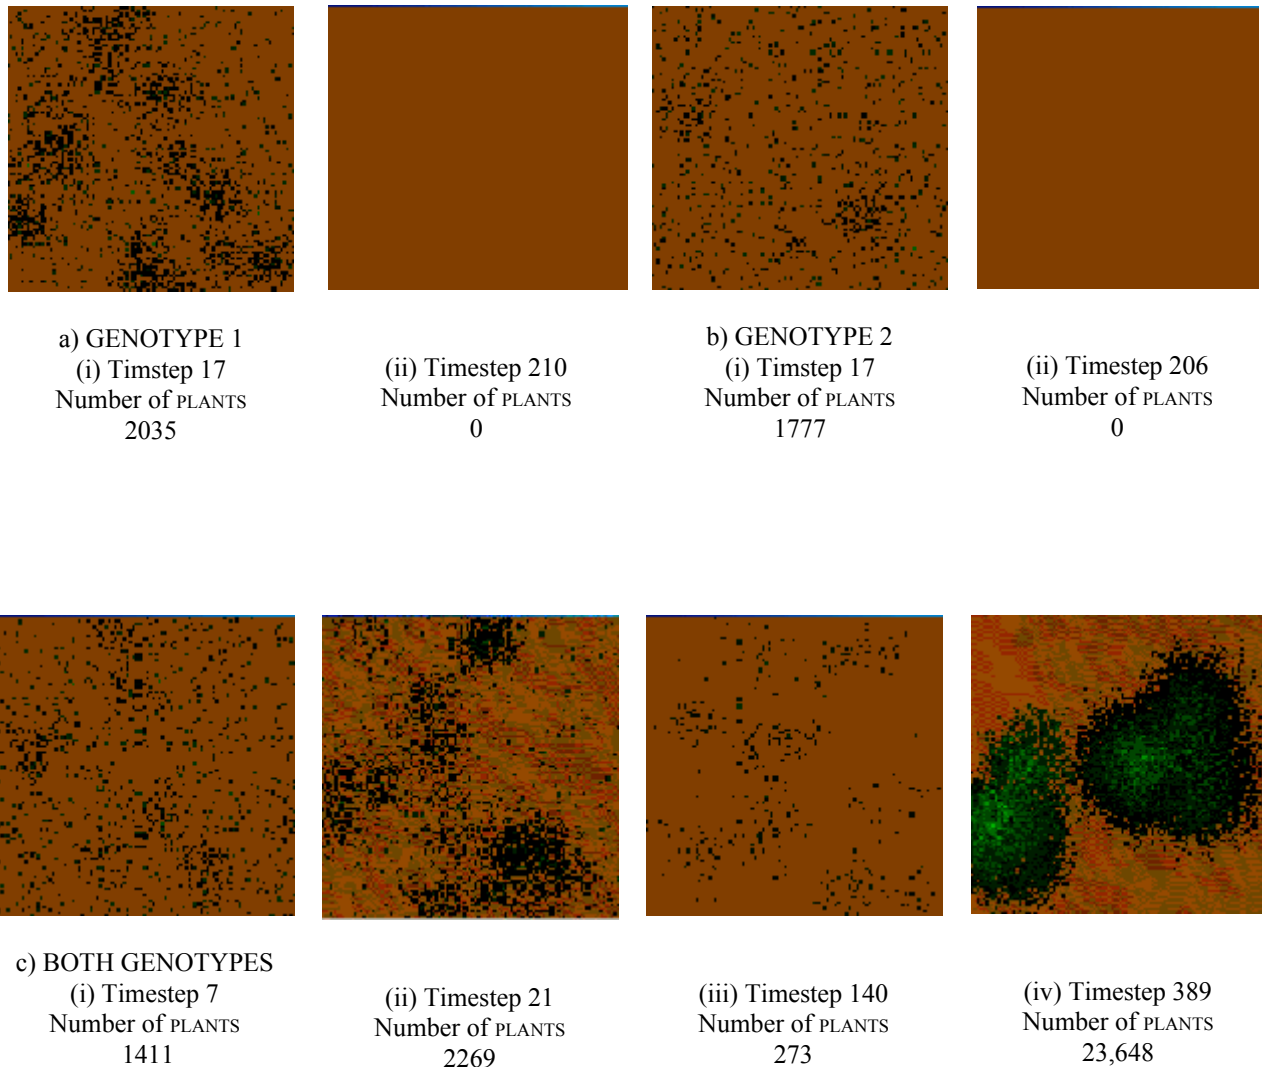 a) GENOTYPE 1
(i) Timstep 17
Number of PLANTS
2035
(ii) Timestep 210
Number of PLANTS
0
b) GENOTYPE 2
(i) Timstep 17
Number of PLANTS
1777
(ii) Timestep 206
Number of PLANTS
0
c) BOTH GENOTYPES
(i) Timestep 7
Number of PLANTS
1411
(ii) Timestep 21
Number of PLANTS
2269
(iii) Timestep 140
Number of PLANTS
273
(iv) Timestep 389
Number of PLANTS
23,648